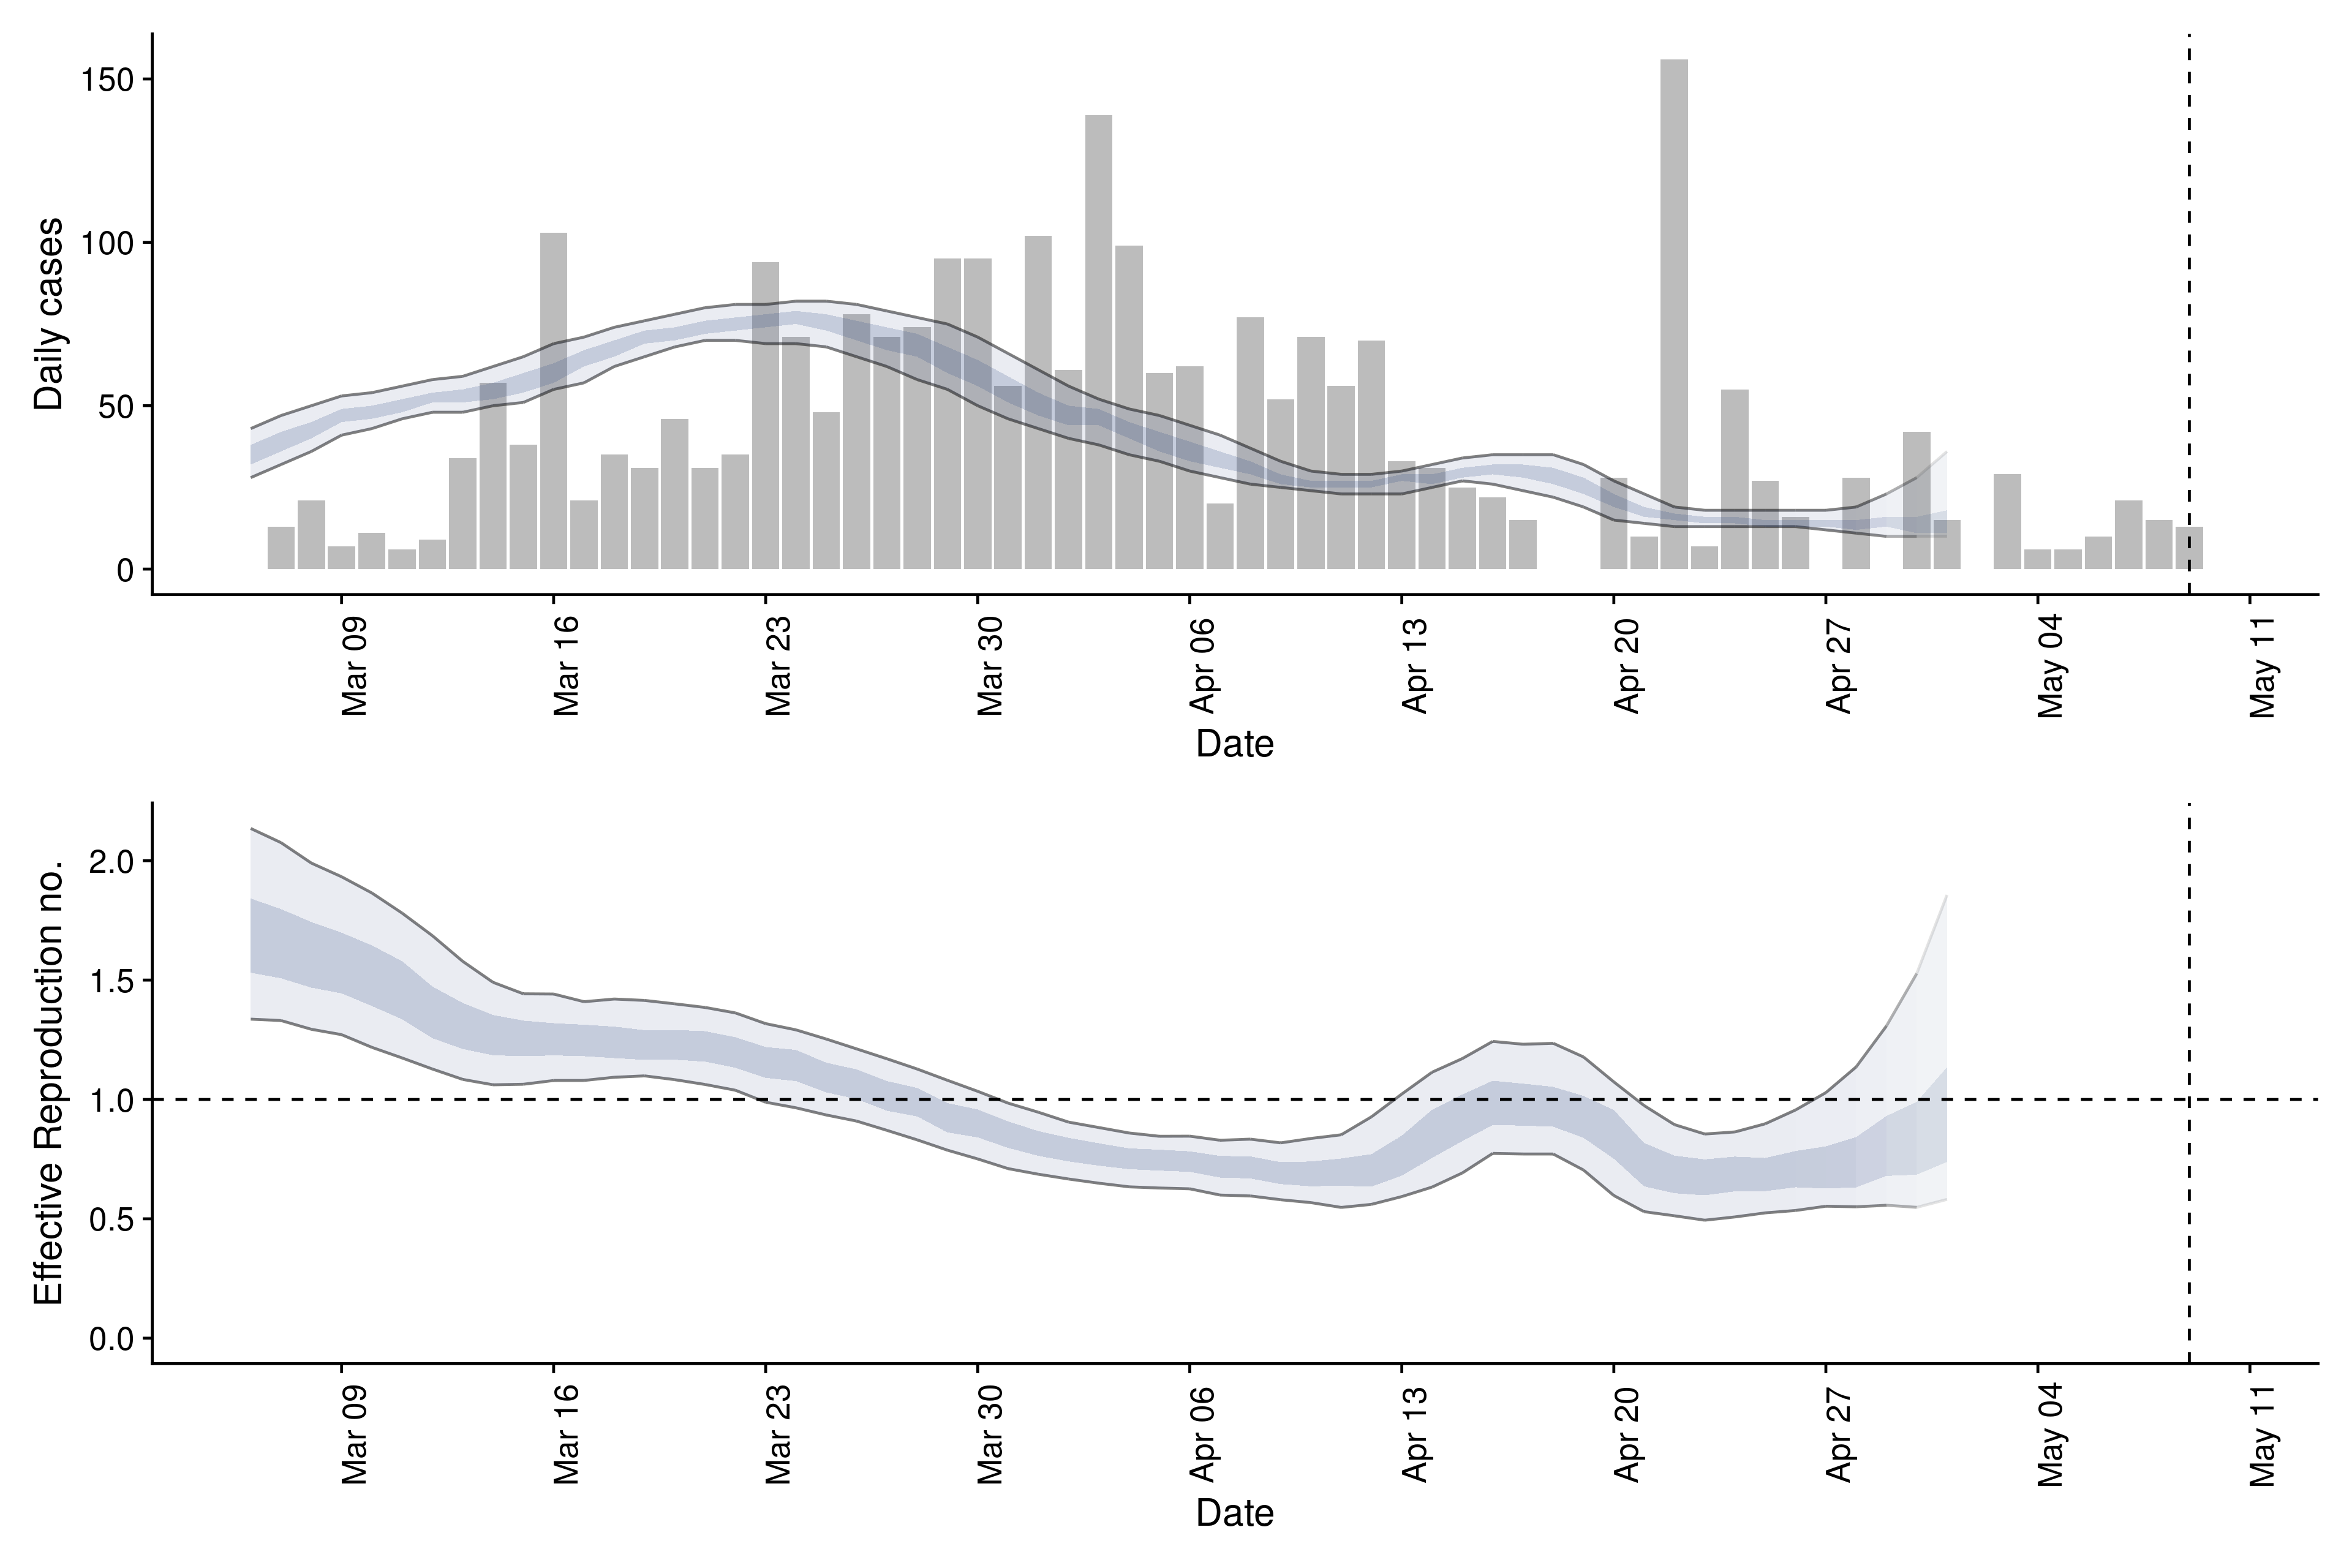 Daily cases
150
100
50
0
Mar 09
Mar 16
Mar 23
Mar 30
Apr 06
Apr 13
Apr 20
Apr 27
May 04
May 11
Date
Effective Reproduction no.
2.0
1.5
1.0
0.5
0.0
Mar 09
Mar 16
Mar 23
Mar 30
Apr 06
Apr 13
Apr 20
Apr 27
May 04
May 11
Date